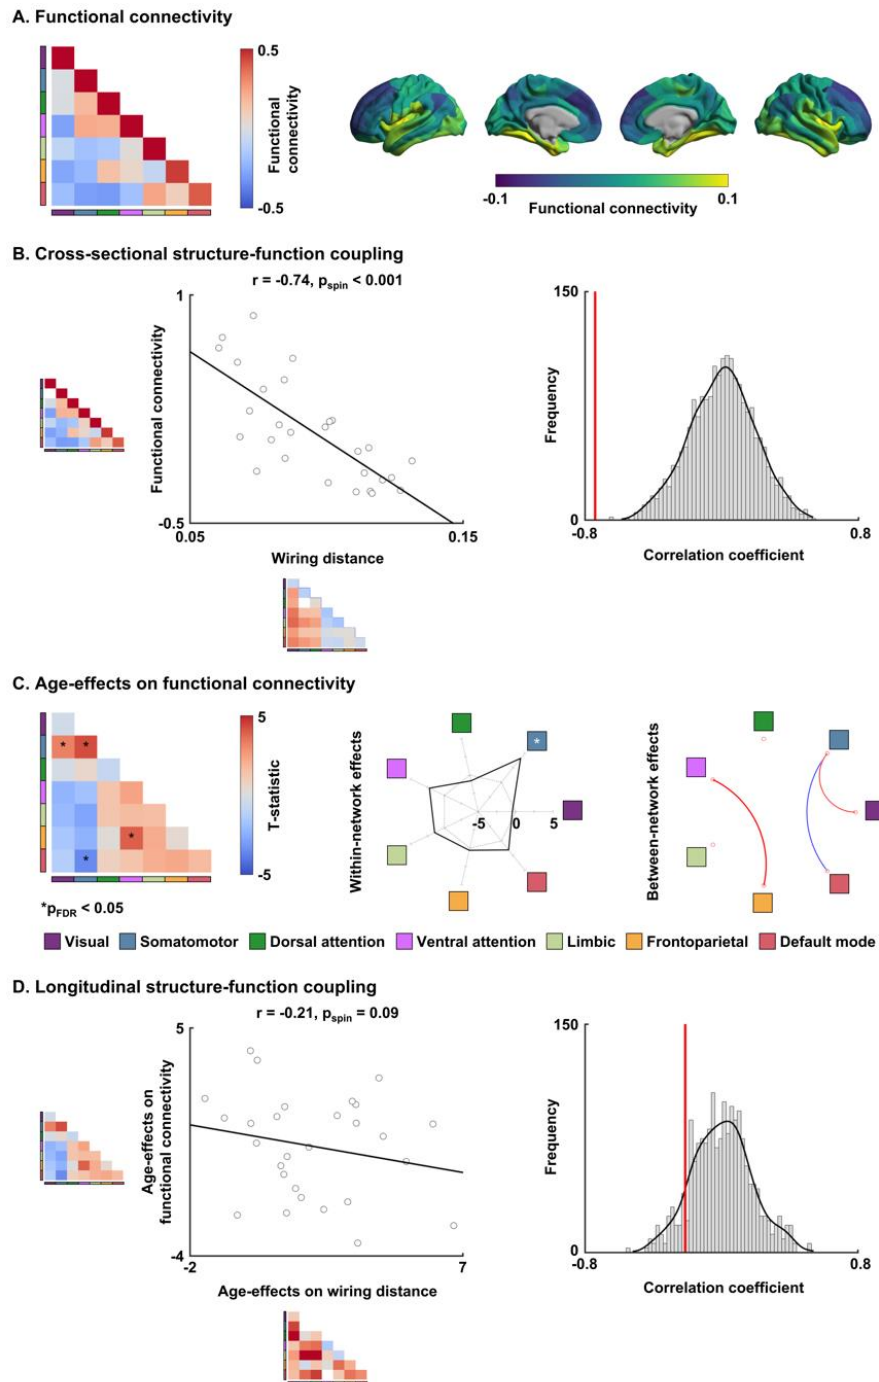 A. Functional connectivity
0.5
Functional
connectivity
-0.5
-0.1
0.1
Functional connectivity
B. Cross-sectional structure-function coupling
r = -0.74, pspin < 0.001
1
Functional connectivity
-0.5
0.05
0.15
Wiring distance
150
Frequency
0
-0.8
0.8
Correlation coefficient
C. Age-effects on functional connectivity
* *
*
*
5
T-statistic
-5
*pFDR < 0.05
Within-network effects
*
-5 0 5
Between-network effects
Visual Somatomotor Dorsal attention Ventral attention Limbic Frontoparietal Default mode
D. Longitudinal structure-function coupling
r = -0.21, pspin = 0.09
5
Age-effects on
functional connectivity
-4
-2
7
Age-effects on wiring distance
150
Frequency
0
-0.8
0.8
Correlation coefficient